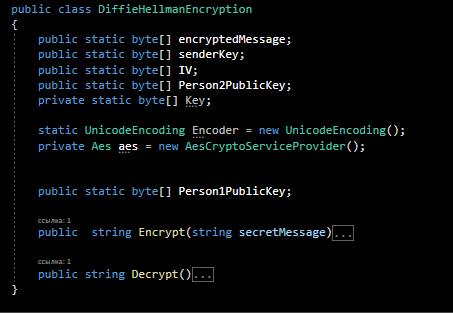 public class DiffieHellmanEncryption
{
public static byte[] encryptedMessage;
public static byte[] senderKey;
public static byte[] IV;
public static byte[] Person2PublicKey;
private static byte[] Key;
static UnicodeEncoding Encoder = new UnicodeEncoding();
private Aes aes = new AesCryptoServiceProvider();
public static byte[] Person1PublicKey;
ссылка: 1
public  string Encrypt(string secretMessage)...
ссылка: 1
public string Decrypt()...
}